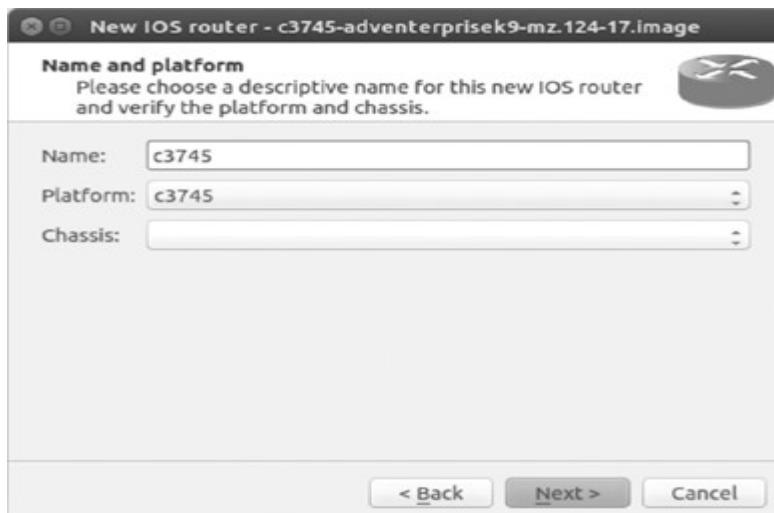 New IOS router - c3745-adventerprisek9-mz.124-17.image
Name and platform
Please choose a descriptive name for this new IOS router
and verify the platform and chassis.
Name: c3745
Platform: c3745
Chassis:
< Back Next > Cancel